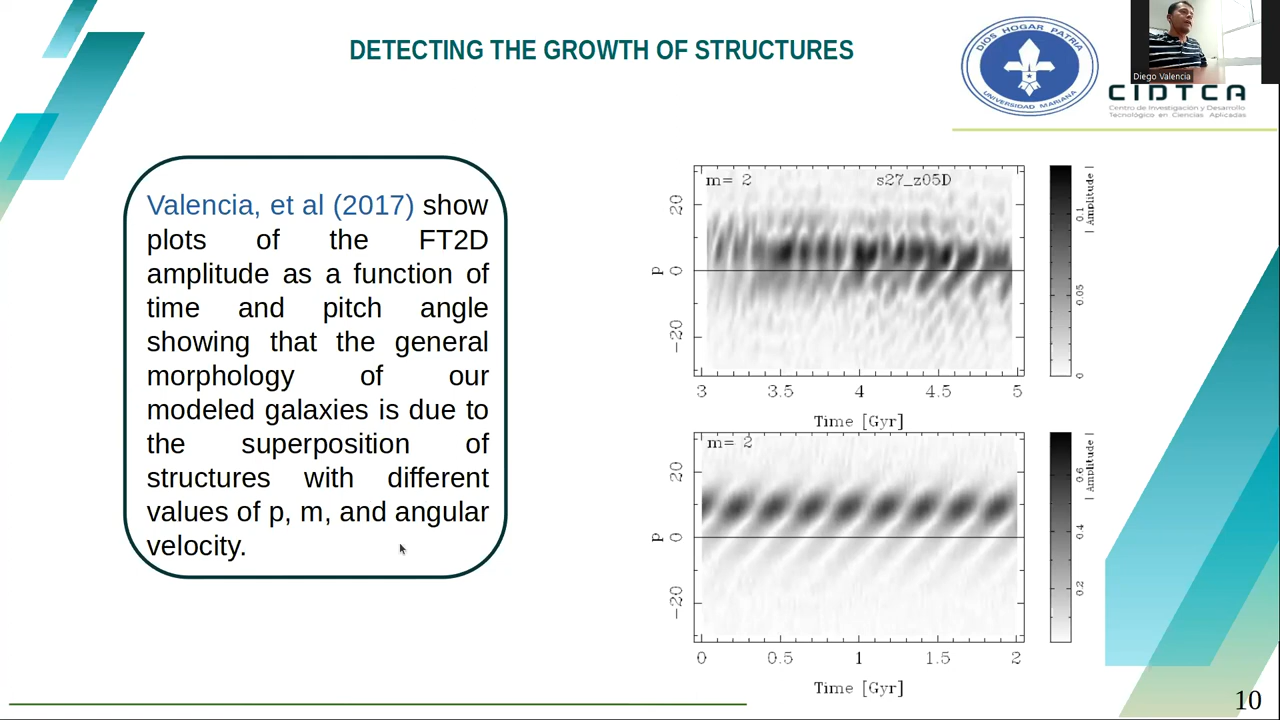 DETECTING THE GROWTH OF STRUCTURES
DIOS HOGAR PATRIA
UNIVERSIDAD MARIANA
Diego Valencia
CIDTCA
Centro de Investigación y Desarrollo
Tecnológico en Ciencias Aplicadas
Valencia, et al (2017) show
plots of the FT2D
amplitude as a function of
time and pitch angle
showing that the general
morphology of our
modeled galaxies is due to
the superposition of
structures with different
values of p, m, and angular
velocity.
m= 2
s27_z05D
20
0
-20
p
3 3.5 4 4.5 5
Time [Gyr]
0.1
0.05
0
| Amplitude |
m= 2
20
0
-20
p
0 0.5 1 1.5 2
Time [Gyr]
0.6
0.4
0.2
| Amplitude |
10